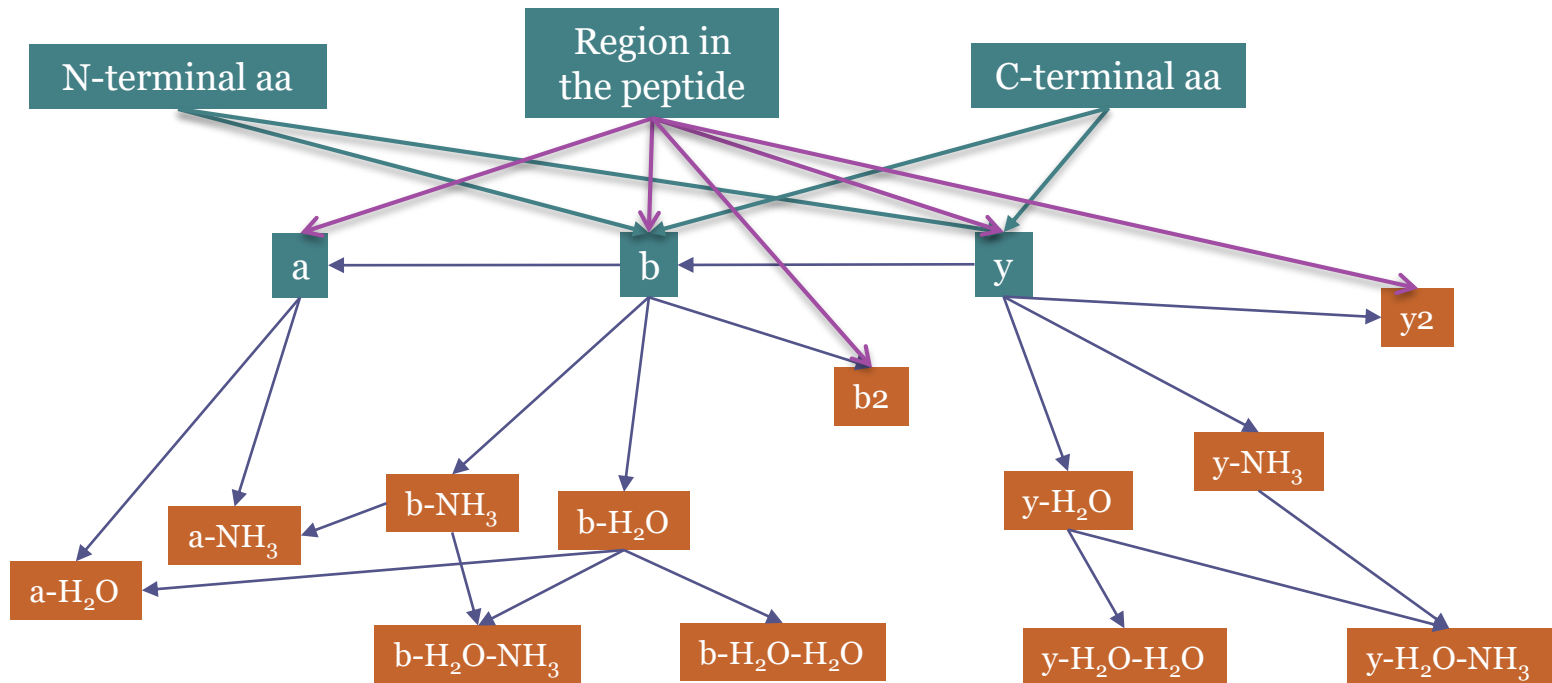 N-terminal aa
Region in
the peptide
C-terminal aa
a
b
y
y2
b2
y-NH₃
b-NH₃
b-H₂O
y-H₂O
a-NH₃
a-H₂O
b-H₂O-NH₃
b-H₂O-H₂O
y-H₂O-H₂O
y-H₂O-NH₃